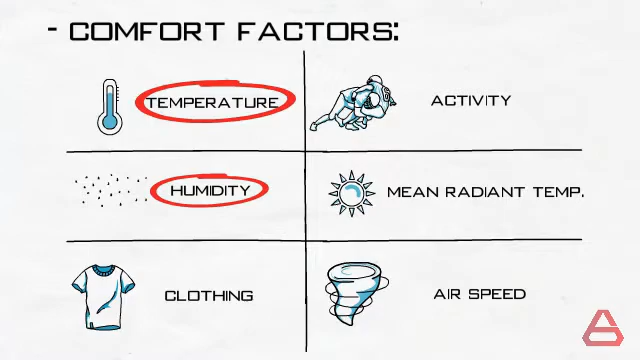 - COMFORT FACTORS:
TEMPERATURE
ACTIVITY
HUMIDITY
MEAN RADIANT TEMP.
CLOTHING
AIR SPEED